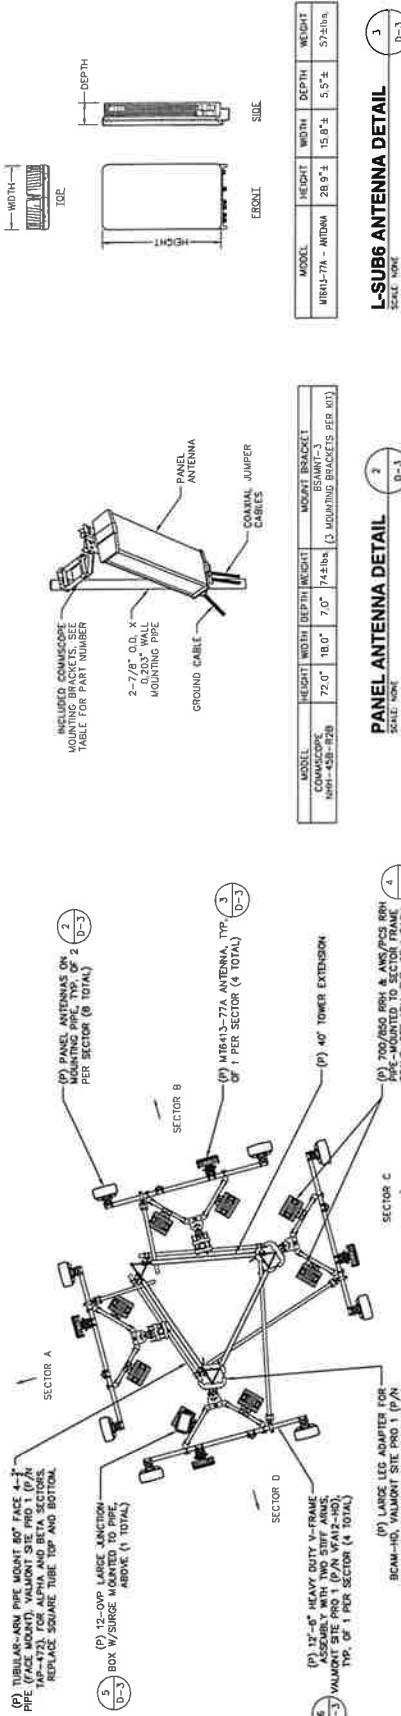 (P) TUBULAR-ARM PIPE MOUNT 80" FACE 4-½"
PIPE (FACE MOUNT), VALMONT SITE PRO 1 (P/N
TAP-472), FOR ALPHA AND BETA SECTORS.
REPLACE SQUARE TUBE TOP AND BOTTOM.
5
D-3
(P) 12-OVP LARGE JUNCTION
BOX W/SURGE MOUNTED TO PIPE,
ABOVE (1 TOTAL)
(P) 12'-6" HEAVY DUTY V-FRAME
ASSEMBLY WITH TWO STIFF ARMS,
VALMONT SITE PRO 1 (P/N VFA12-HD),
TYP. OF 1 PER SECTOR (4 TOTAL)
6
(P) LARGE LEG ADAPTER FOR
BCAM-HD, VALMONT SITE PRO 1 (P/N
SECTOR A
SECTOR B
SECTOR C
SECTOR D
(P) PANEL ANTENNAS ON
MOUNTING PIPE, TYP. OF 2
PER SECTOR (8 TOTAL)
2
D-3
(P) MT6413-77A ANTENNA, TYP.
OF 1 PER SECTOR (4 TOTAL)
3
D-3
(P) 40' TOWER EXTENSION
(P) 700/850 RRH & AWS/PCS RRH
PIPE-MOUNTED TO SECTOR FRAME
4
INCLUDED COMMSCOPE
MOUNTING BRACKETS, SEE
TABLE FOR PART NUMBER
2-7/8" O.D. X
0.203" WALL
MOUNTING PIPE
GROUND CABLE
PANEL
ANTENNA
COAXIAL JUMPER
CABLES
MODEL HEIGHT WIDTH DEPTH WEIGHT MOUNT BRACKET
COMMSCOPE
NHH-45B-R2B 72.0" 18.0" 7.0" 74±lbs. BSAMNT-3
(3 MOUNTING BRACKETS PER KIT)
PANEL ANTENNA DETAIL
SCALE: NONE
2
D-3
WIDTH
TOP
DEPTH
HEIGHT
FRONT
SIDE
MODEL HEIGHT WIDTH DEPTH WEIGHT
MT6413-77A - ANTENNA 28.9"± 15.8"± 5.5"± 57±lbs.
L-SUB6 ANTENNA DETAIL
SCALE: NONE
3
D-3